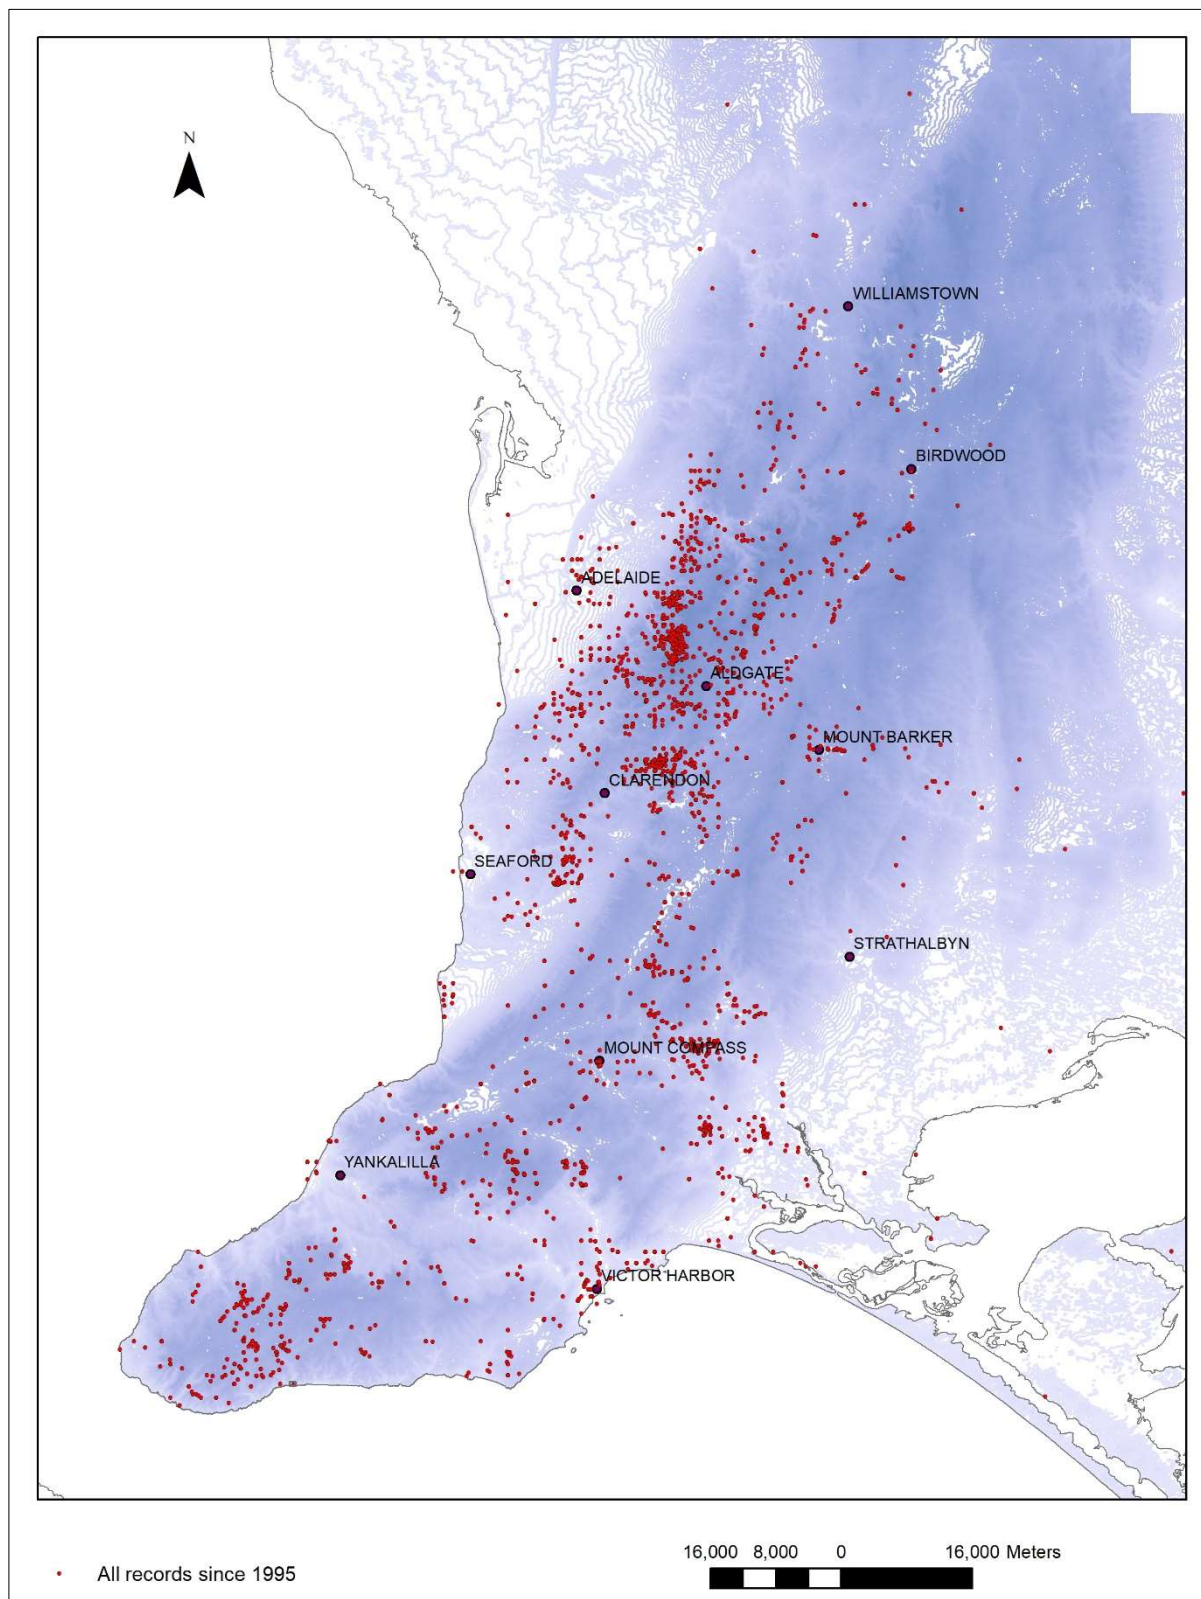 N
WILLIAMSTOWN
BIRDWOOD
ADELAIDE
ALDGATE
MOUNT BARKER
CLARENDON
SEAFORD
STRATHALBYN
MOUNT COMPASS
YANKALILLA
VICTOR HARBOR
16,000 8,000 0 16,000 Meters
All records since 1995